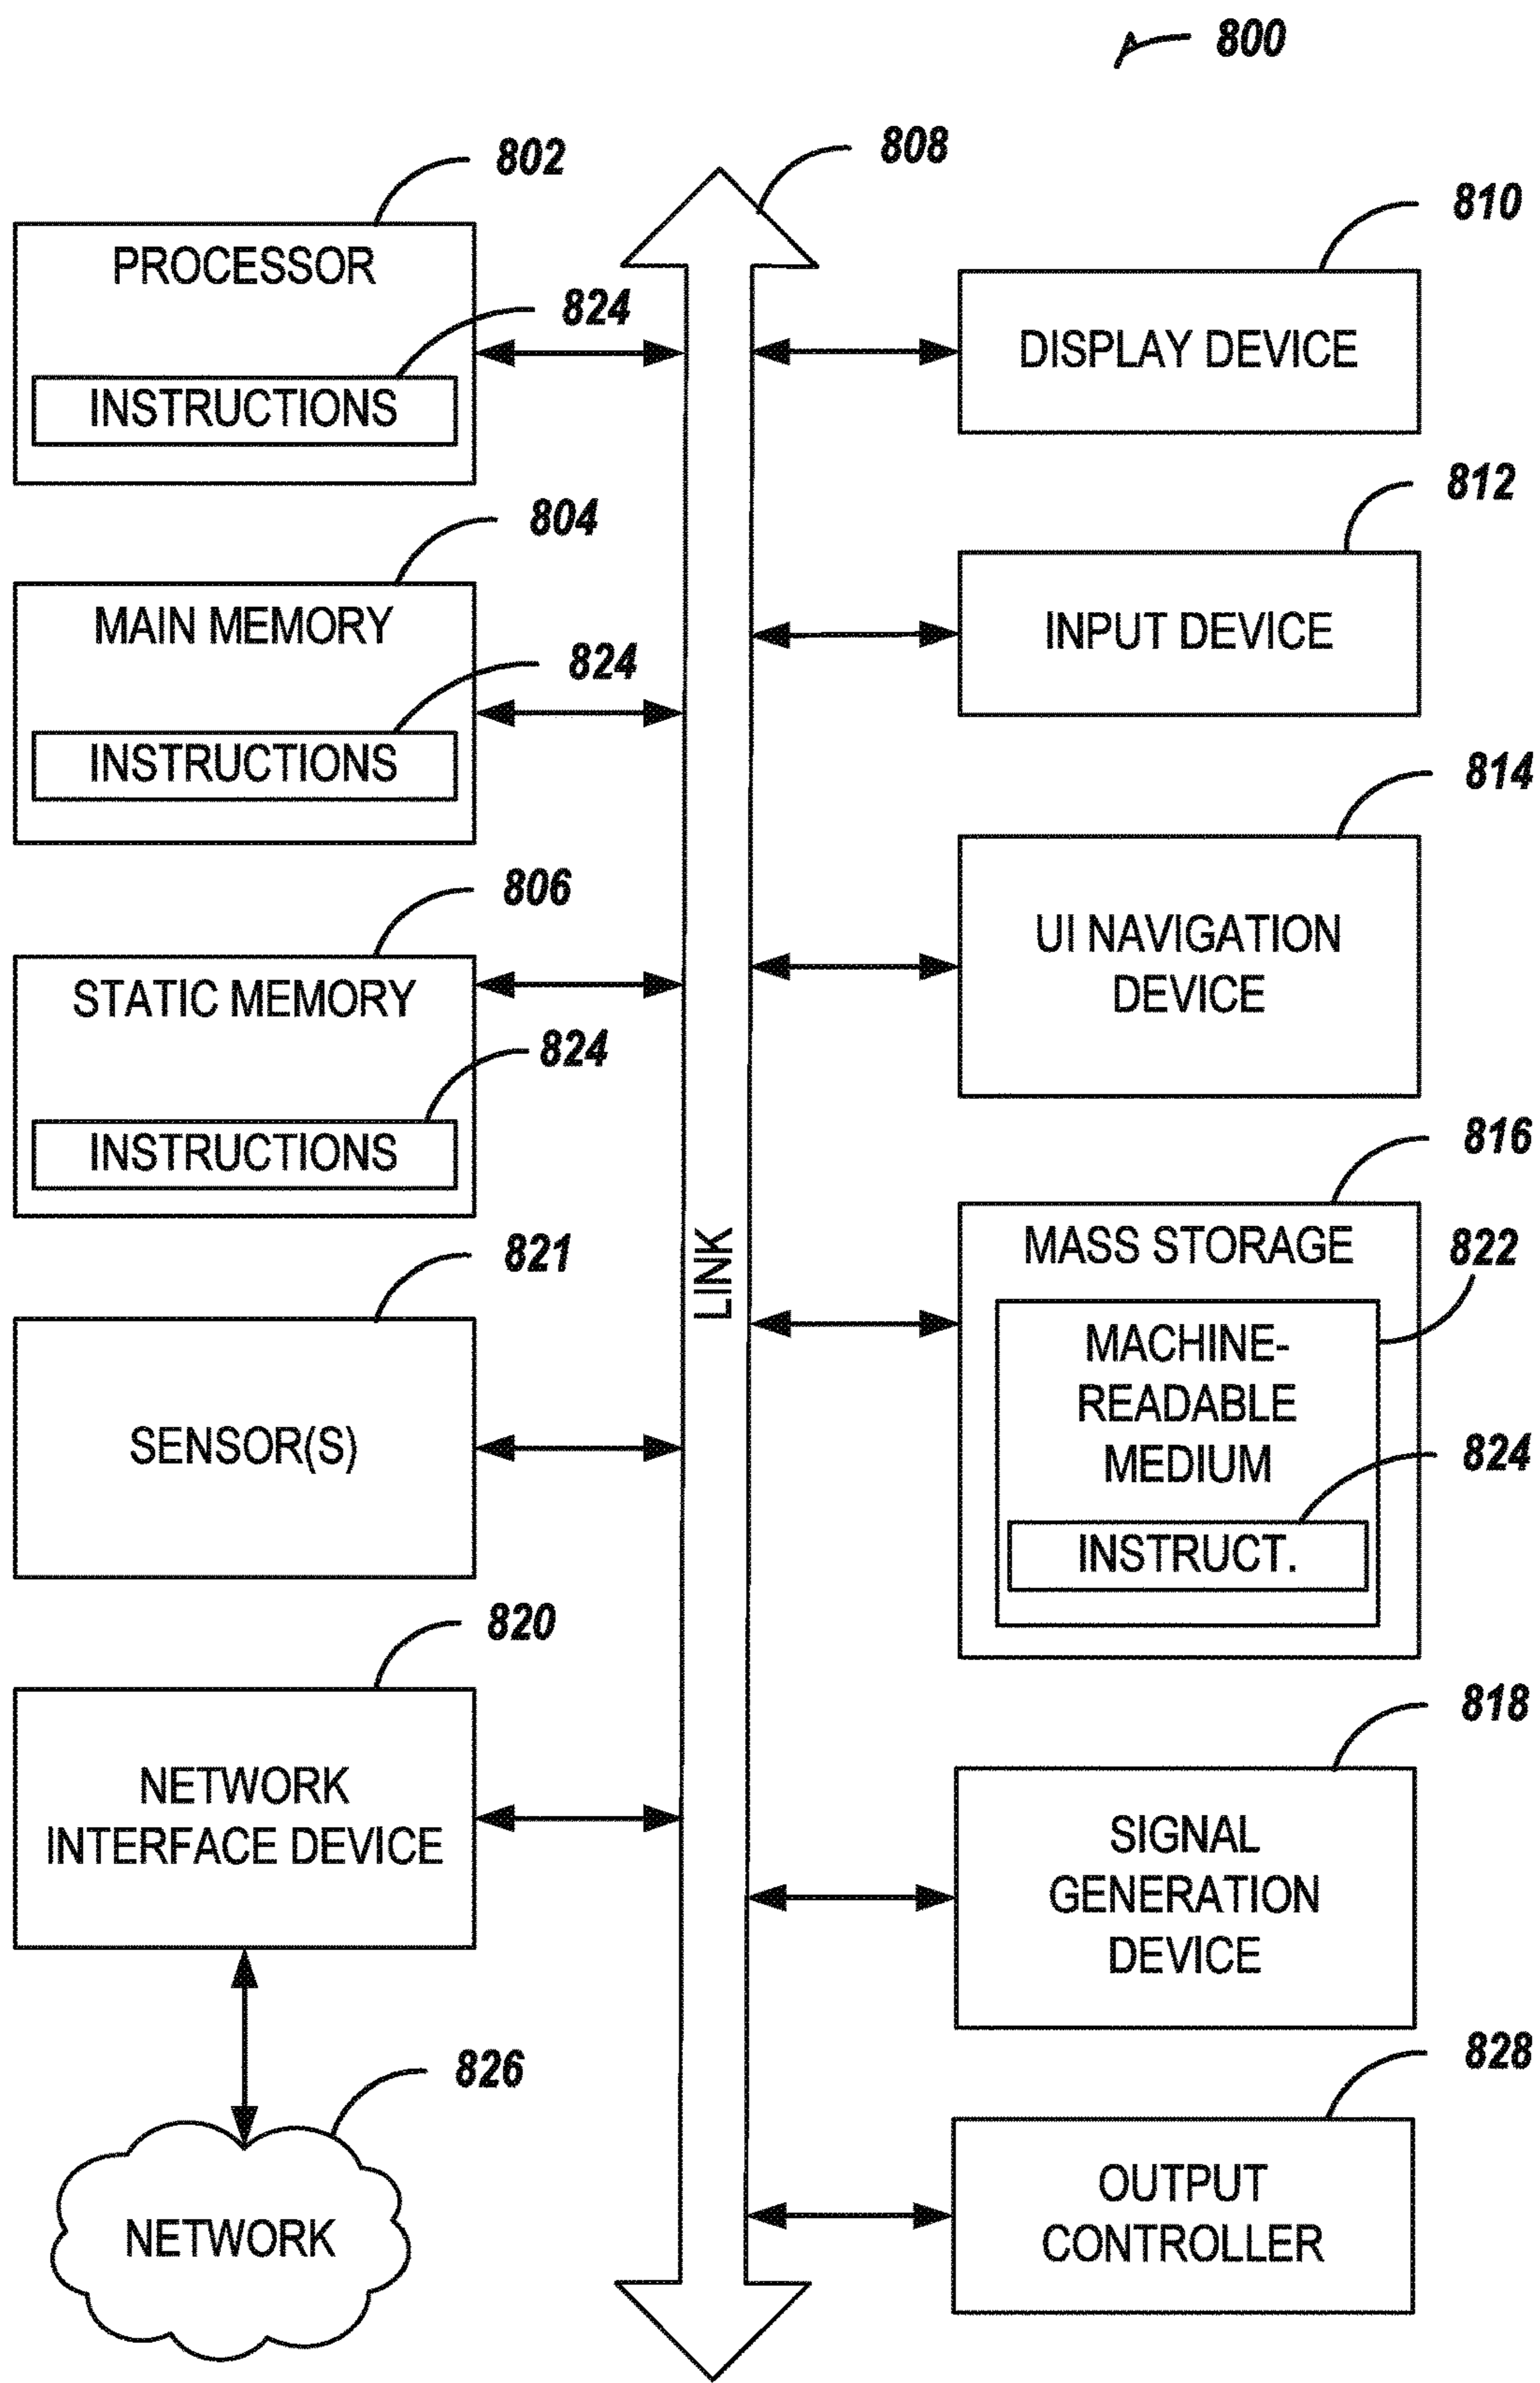 800
802
PROCESSOR
824
INSTRUCTIONS
804
MAIN MEMORY
824
INSTRUCTIONS
806
STATIC MEMORY
824
INSTRUCTIONS
821
SENSOR(S)
820
NETWORK
INTERFACE DEVICE
826
NETWORK
808
LINK
810
DISPLAY DEVICE
812
INPUT DEVICE
814
UI NAVIGATION
DEVICE
816
MASS STORAGE
822
MACHINE-
READABLE
MEDIUM
824
INSTRUCT.
818
SIGNAL
GENERATION
DEVICE
828
OUTPUT
CONTROLLER